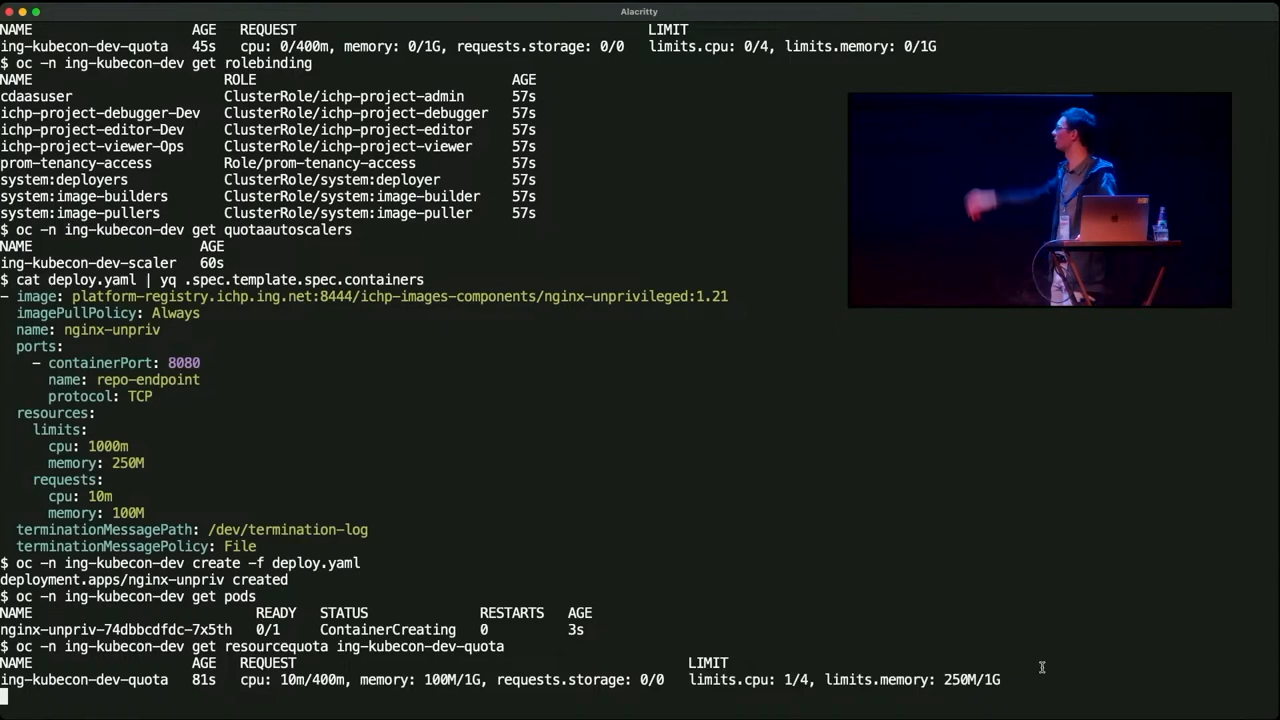 Alacritty
NAME AGE REQUEST LIMIT
ing-kubecon-dev-quota 45s cpu: 0/400m, memory: 0/1G, requests.storage: 0/0 limits.cpu: 0/4, limits.memory: 0/1G
$ oc -n ing-kubecon-dev get rolebinding
NAME ROLE AGE
cdaasuser ClusterRole/ichp-project-admin 57s
ichp-project-debugger-Dev ClusterRole/ichp-project-debugger 57s
ichp-project-editor-Dev ClusterRole/ichp-project-editor 57s
ichp-project-viewer-Ops ClusterRole/ichp-project-viewer 57s
prom-tenancy-access Role/prom-tenancy-access 57s
system:deployers ClusterRole/system:deployer 57s
system:image-builders ClusterRole/system:image-builder 57s
system:image-pullers ClusterRole/system:image-puller 57s
$ oc -n ing-kubecon-dev get quotaautoscalers
NAME AGE
ing-kubecon-dev-scaler 60s
$ cat deploy.yaml | yq .spec.template.spec.containers
- image: platform-registry.ichp.ing.net:8444/ichp-images-components/nginx-unprivileged:1.21
imagePullPolicy: Always
name: nginx-unpriv
ports:
- containerPort: 8080
name: repo-endpoint
protocol: TCP
resources:
limits:
cpu: 1000m
memory: 250M
requests:
cpu: 10m
memory: 100M
terminationMessagePath: /dev/termination-log
terminationMessagePolicy: File
$ oc -n ing-kubecon-dev create -f deploy.yaml
deployment.apps/nginx-unpriv created
$ oc -n ing-kubecon-dev get pods
NAME READY STATUS RESTARTS AGE
nginx-unpriv-74dbbcdfdc-7x5th 0/1 ContainerCreating 0 3s
$ oc -n ing-kubecon-dev get resourcequota ing-kubecon-dev-quota
NAME AGE REQUEST LIMIT
ing-kubecon-dev-quota 81s cpu: 10m/400m, memory: 100M/1G, requests.storage: 0/0 limits.cpu: 1/4, limits.memory: 250M/1G